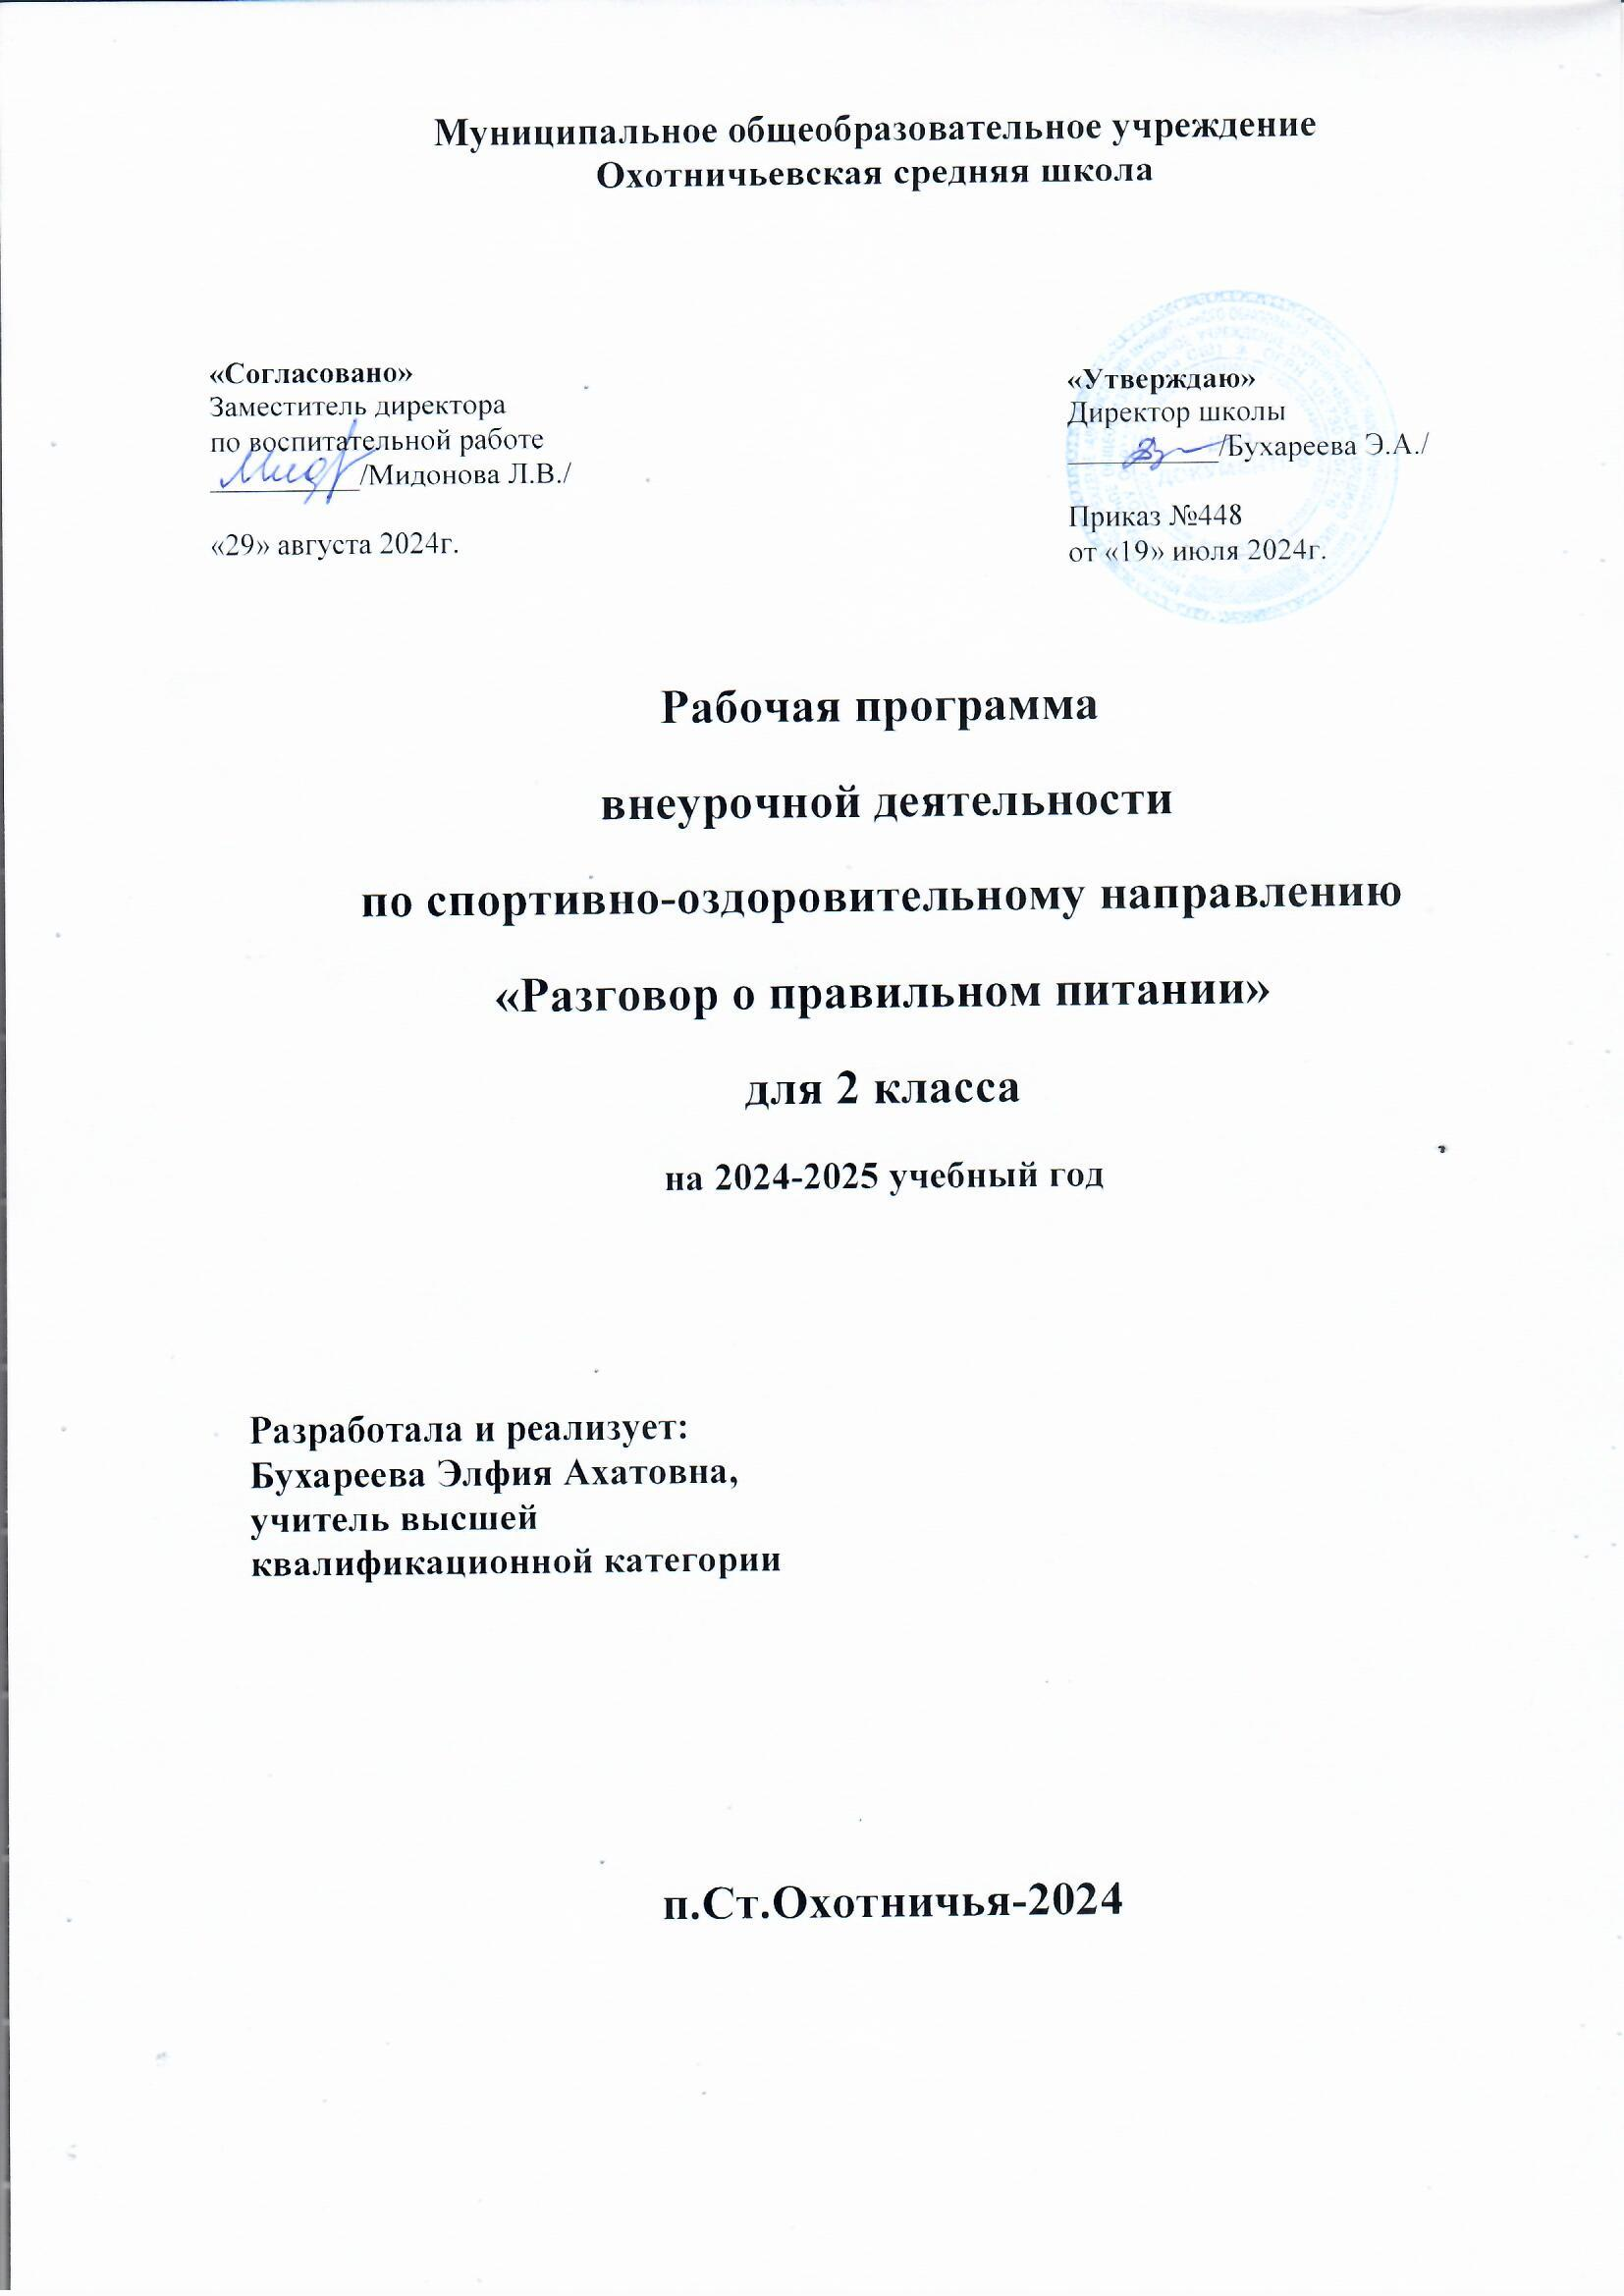 Муниципальное общеобразовательное учреждение
Охотничьевская средняя школа
«Согласовано»
Заместитель директора
по воспитательной работе
/Мидонова Л.В./
«29» августа 2024г.
«Утверждаю»
Директор школы
/Бухареева Э.А./
Приказ №448
от «19» июля 2024г.
Рабочая программа
внеурочной деятельности
по спортивно-оздоровительному направлению
«Разговор о правильном питании»
для 2 класса
на 2024-2025 учебный год
Разработала и реализует:
Бухареева Элфия Ахатовна,
учитель высшей
квалификационной категории
п.Ст.Охотничья-2024